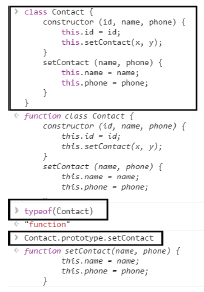 > class Contact {
constructor (id, name, phone) {
this.id = id;
this.setContact(x, y);
}
setContact (name, phone) {
this.name = name;
this.phone = phone;
}
}
< function class Contact {
constructor (id, name, phone) {
this.id = id;
this.setContact(x, y);
}
setContact (name, phone) {
this.name = name;
this.phone = phone;
> typeof(Contact)
< "function"
> Contact.prototype.setContact
< function setContact(name, phone) {
this.name = name;
this.phone = phone;
}